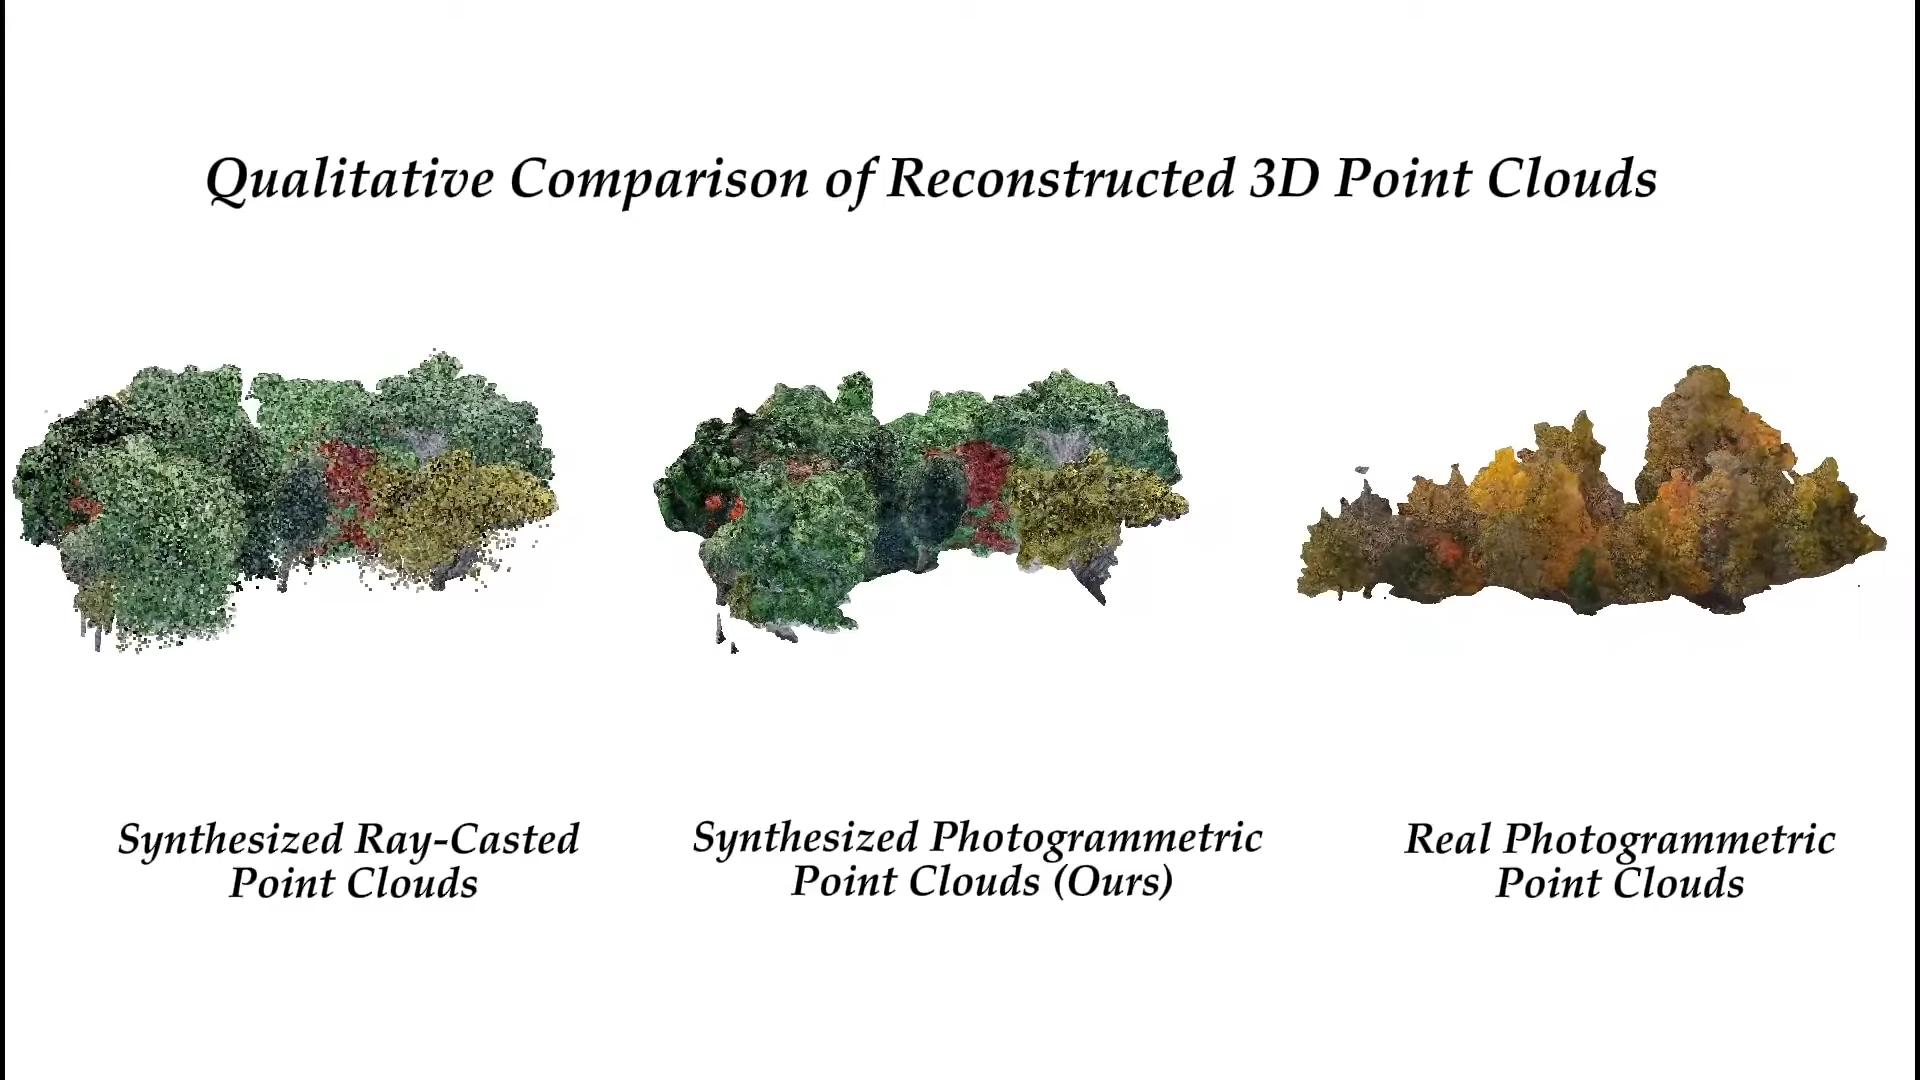 Qualitative Comparison of Reconstructed 3D Point Clouds
Synthesized Ray-Casted
Point Clouds
Synthesized Photogrammetric
Point Clouds (Ours)
Real Photogrammetric
Point Clouds